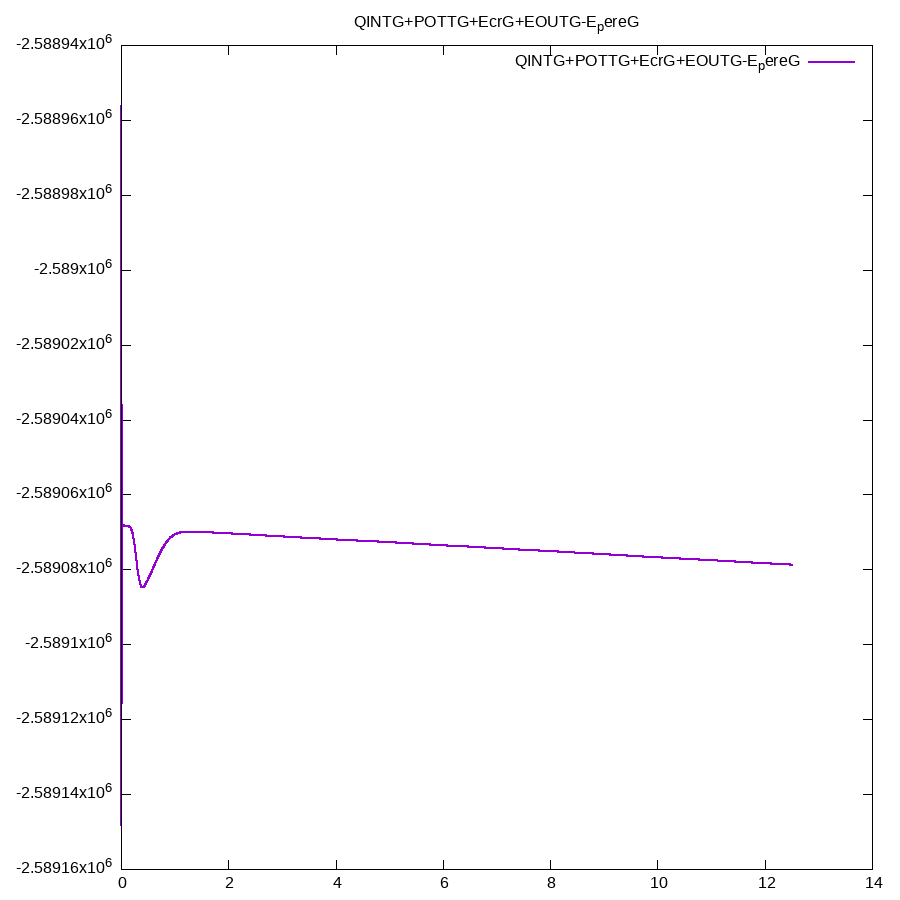 QINTG+POTTG+EcrG+EOUTG-EpereG
QINTG+POTTG+EcrG+EOUTG-EpereG
-2.58894x10^6
-2.58896x10^6
-2.58898x10^6
-2.589x10^6
-2.58902x10^6
-2.58904x10^6
-2.58906x10^6
-2.58908x10^6
-2.5891x10^6
-2.58912x10^6
-2.58914x10^6
-2.58916x10^6
0 2 4 6 8 10 12 14